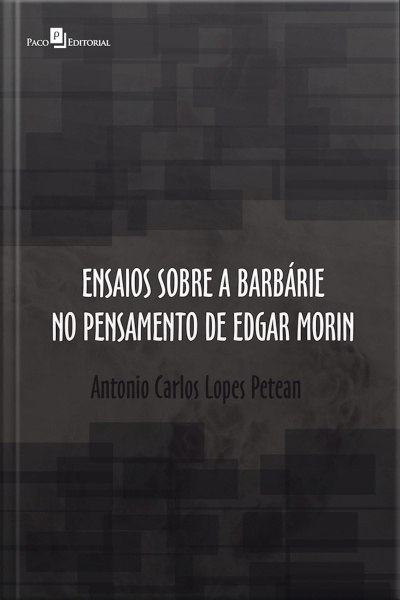 PACO EDITORIAL
ENSAIOS SOBRE A BARBÁRIE
NO PENSAMENTO DE EDGAR MORIN
Antonio Carlos Lopes Petean